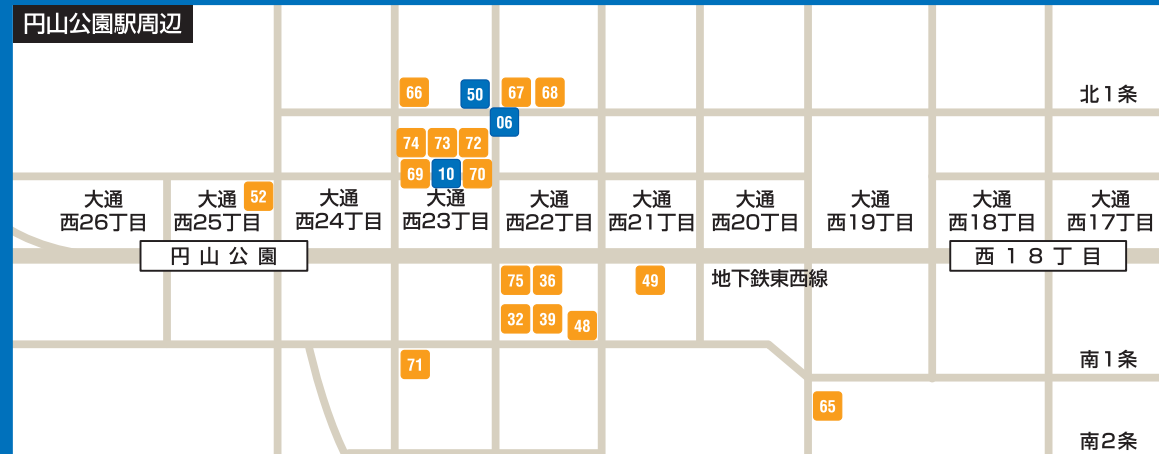 円山公園駅周辺
66
50
67
68
北1条
06
74
73
72
69
10
70
52
大通
西26丁目
大通
西25丁目
大通
西24丁目
大通
西23丁目
大通
西22丁目
大通
西21丁目
大通
西20丁目
大通
西19丁目
大通
西18丁目
大通
西17丁目
円山公園
西18丁目
75
36
49
地下鉄東西線
32
39
48
71
南1条
65
南2条